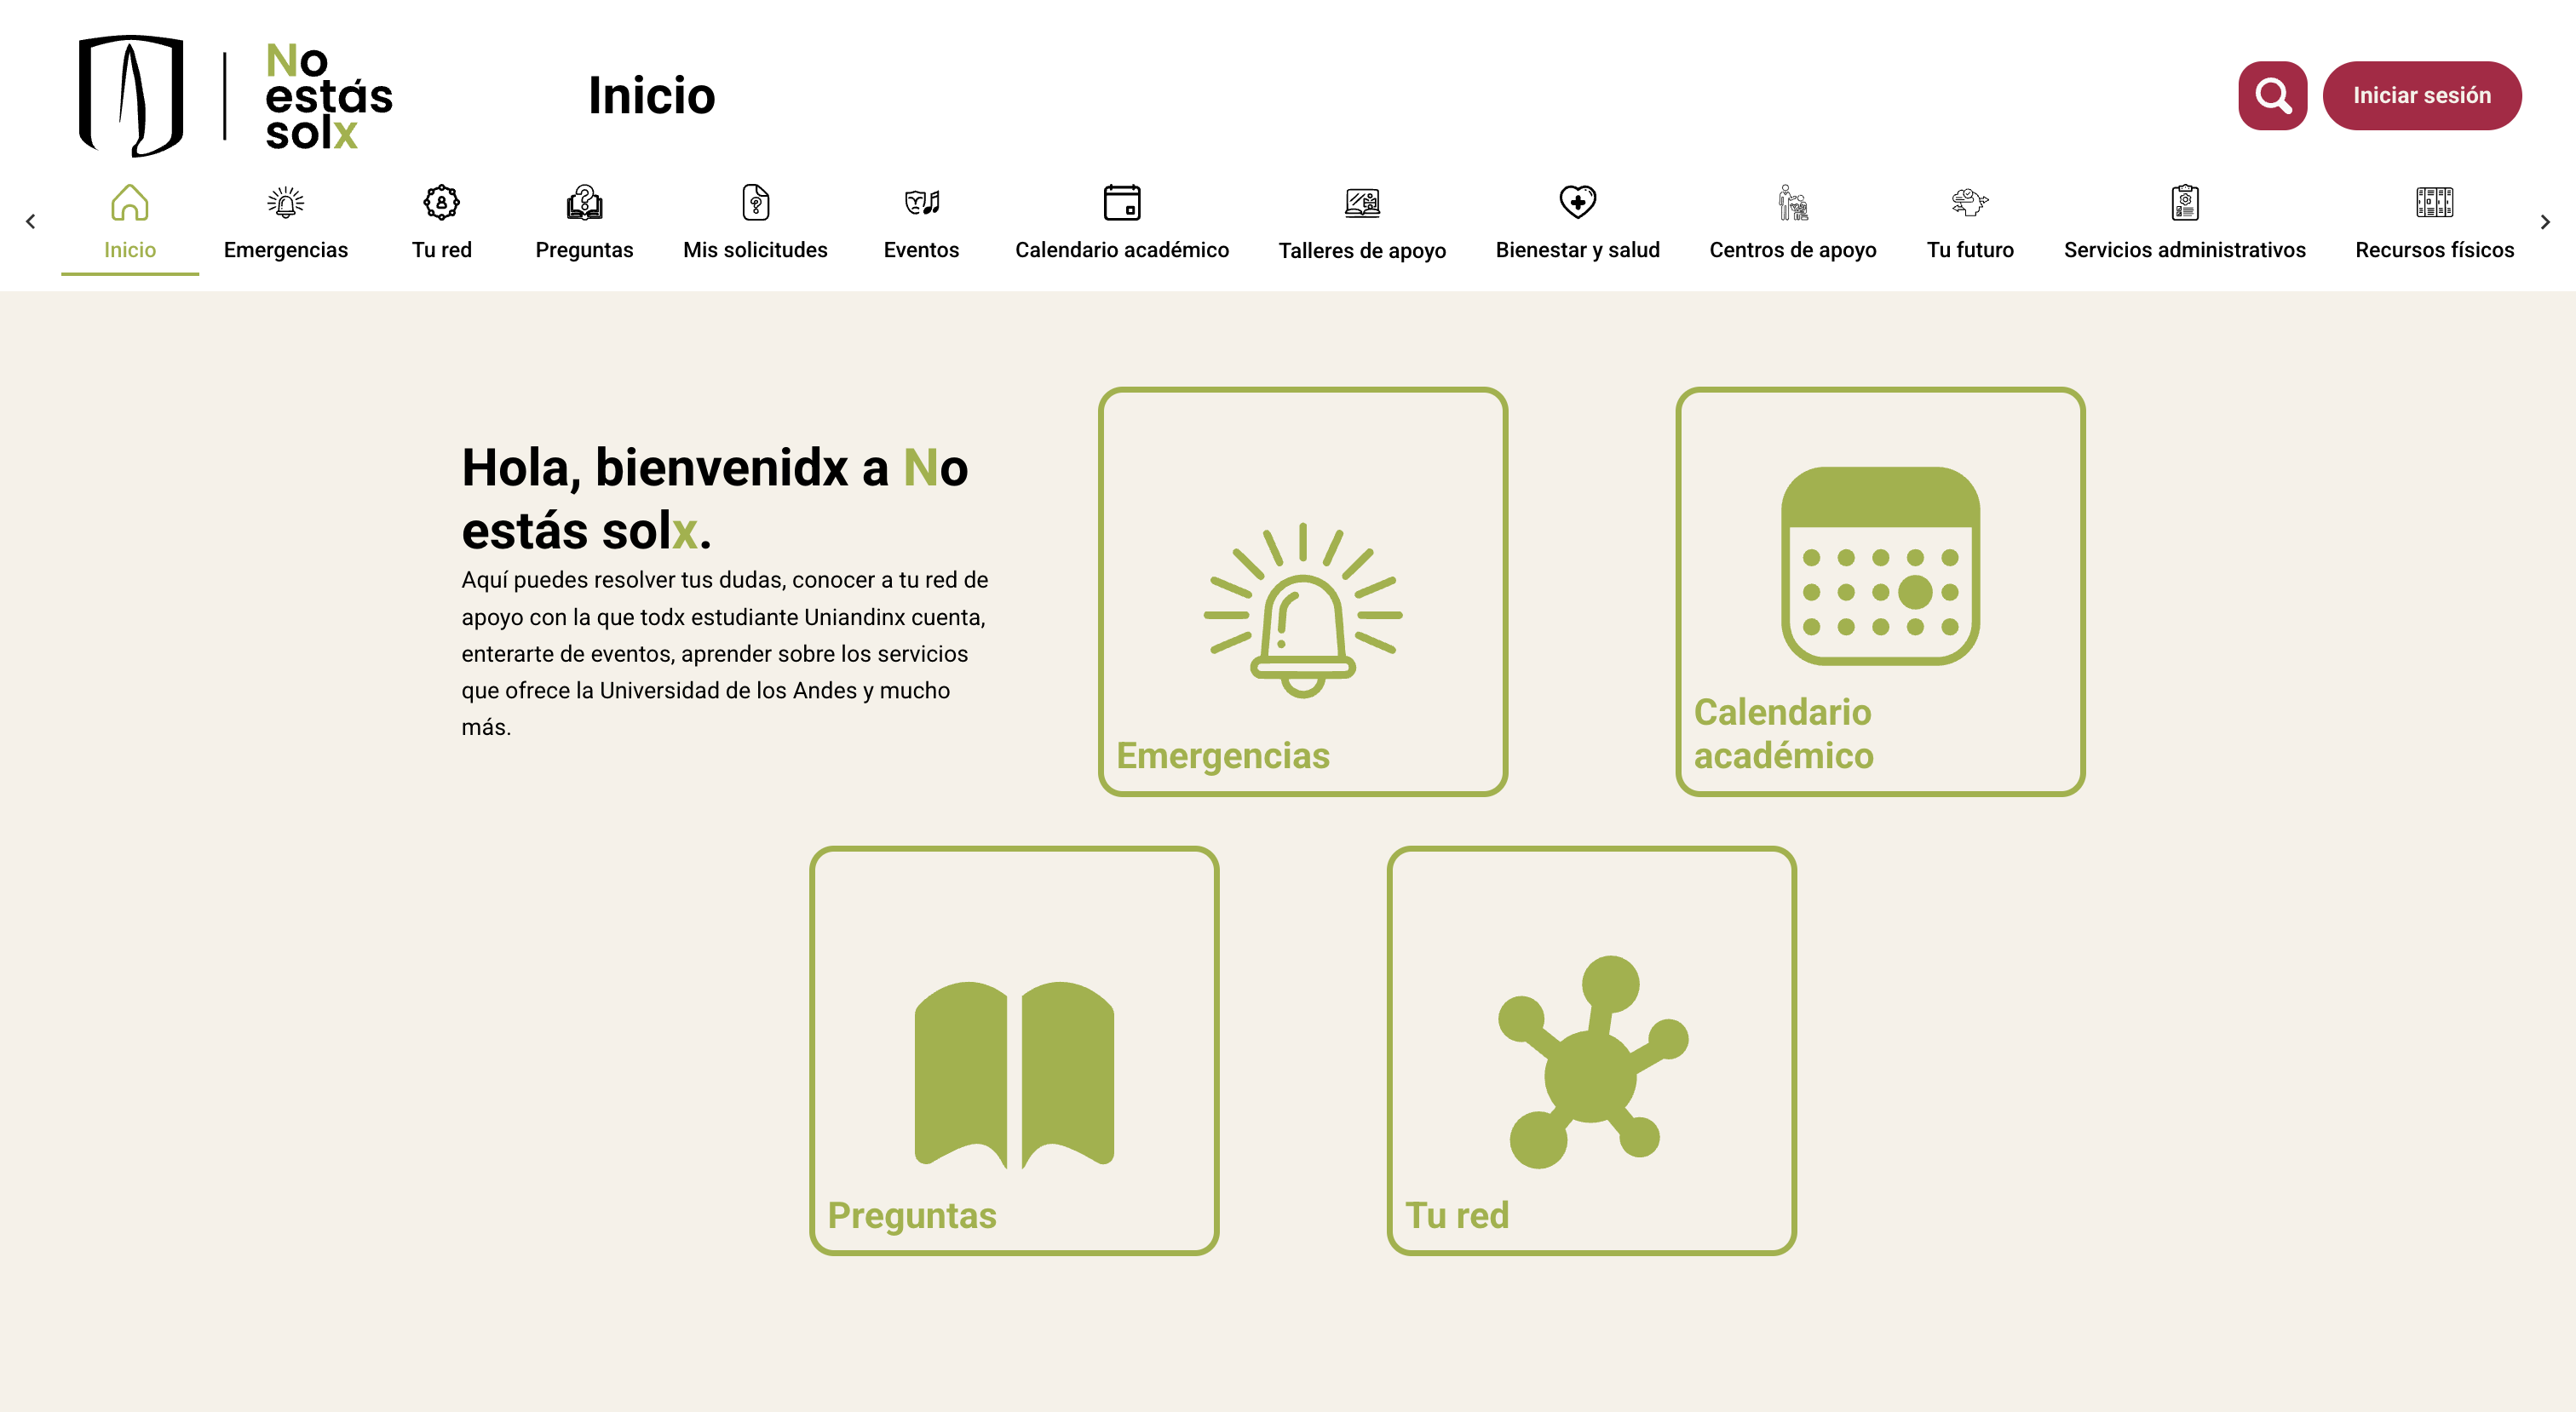 No
estás
solx
Inicio
Iniciar sesión
Inicio
Emergencias
Tu red
Preguntas
Mis solicitudes
Eventos
Calendario académico
Talleres de apoyo
Bienestar y salud
Centros de apoyo
Tu futuro
Servicios administrativos
Recursos físicos
Hola, bienvenidx a No
estás solx.
Aquí puedes resolver tus dudas, conocer a tu red de
apoyo con la que todx estudiante Uniandinx cuenta,
enterarte de eventos, aprender sobre los servicios
que ofrece la Universidad de los Andes y mucho
más.
Emergencias
Calendario
académico
Preguntas
Tu red